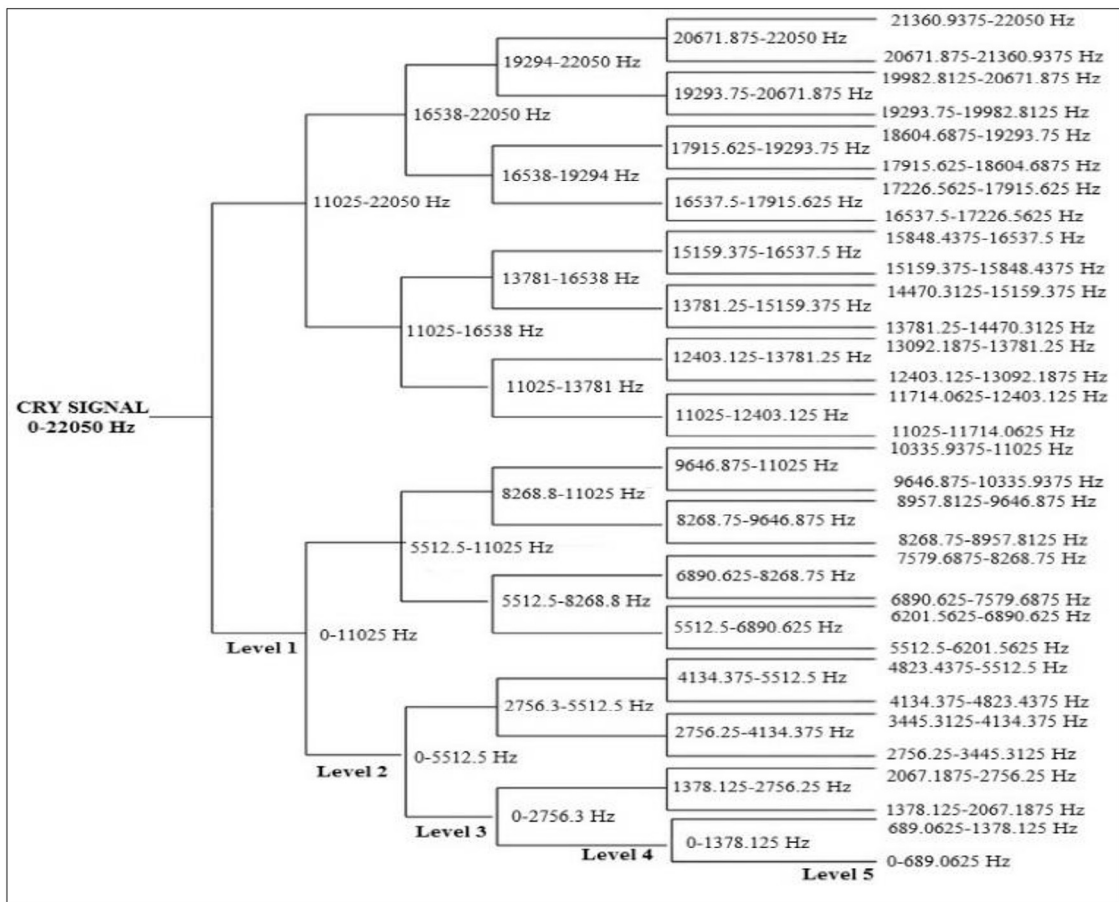 21360.9375-22050 Hz
20671.875-22050 Hz
20671.875-21360.9375 Hz
19294-22050 Hz
19982.8125-20671.875 Hz
19293.75-20671.875 Hz
16538-22050 Hz
19293.75-19982.8125 Hz
18604.6875-19293.75 Hz
17915.625-19293.75 Hz
17915.625-18604.6875 Hz
16538-19294 Hz
17226.5625-17915.625 Hz
11025-22050 Hz
16537.5-17915.625 Hz
16537.5-17226.5625 Hz
15848.4375-16537.5 Hz
15159.375-16537.5 Hz
15159.375-15848.4375 Hz
13781-16538 Hz
14470.3125-15159.375 Hz
13781.25-15159.375 Hz
11025-16538 Hz
13781.25-14470.3125 Hz
13092.1875-13781.25 Hz
12403.125-13781.25 Hz
12403.125-13092.1875 Hz
11025-13781 Hz
11714.0625-12403.125 Hz
CRY SIGNAL
0-22050 Hz
11025-12403.125 Hz
11025-11714.0625 Hz
10335.9375-11025 Hz
9646.875-11025 Hz
9646.875-10335.9375 Hz
8268.8-11025 Hz
8957.8125-9646.875 Hz
8268.75-9646.875 Hz
5512.5-11025 Hz
8268.75-8957.8125 Hz
7579.6875-8268.75 Hz
6890.625-8268.75 Hz
6890.625-7579.6875 Hz
5512.5-8268.8 Hz
6201.5625-6890.625 Hz
0-11025 Hz
5512.5-6890.625 Hz
Level 1
5512.5-6201.5625 Hz
4823.4375-5512.5 Hz
4134.375-5512.5 Hz
4134.375-4823.4375 Hz
2756.3-5512.5 Hz
3445.3125-4134.375 Hz
2756.25-4134.375 Hz
0-5512.5 Hz
2756.25-3445.3125 Hz
Level 2
2067.1875-2756.25 Hz
1378.125-2756.25 Hz
1378.125-2067.1875 Hz
0-2756.3 Hz
689.0625-1378.125 Hz
Level 3
0-1378.125 Hz
Level 4
0-689.0625 Hz
Level 5